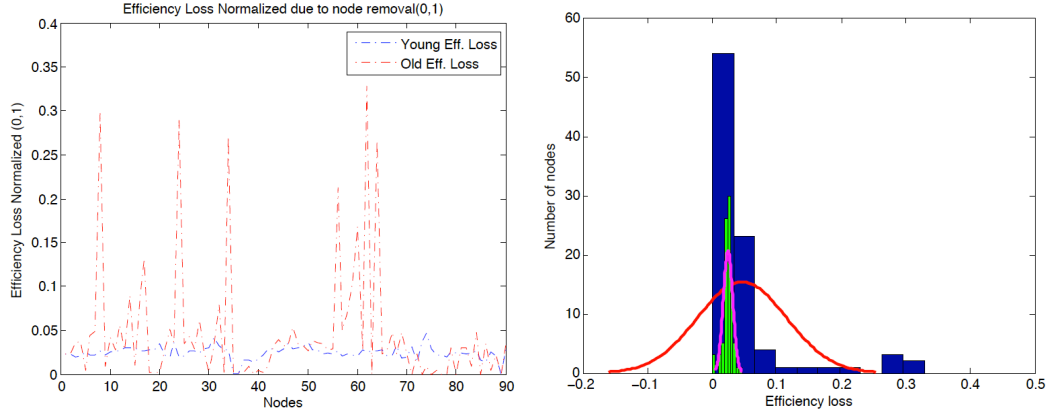 Efficiency Loss Normalized due to node removal(0,1)
Young Eff. Loss
Old Eff. Loss
0.4
0.35
0.3
0.25
0.2
0.15
0.1
0.05
0
Efficiency Loss Normalized (0,1)
0 10 20 30 40 50 60 70 80 90
Nodes
60
50
40
30
20
10
0
Number of nodes
−0.2 −0.1 0 0.1 0.2 0.3 0.4 0.5
Efficiency loss